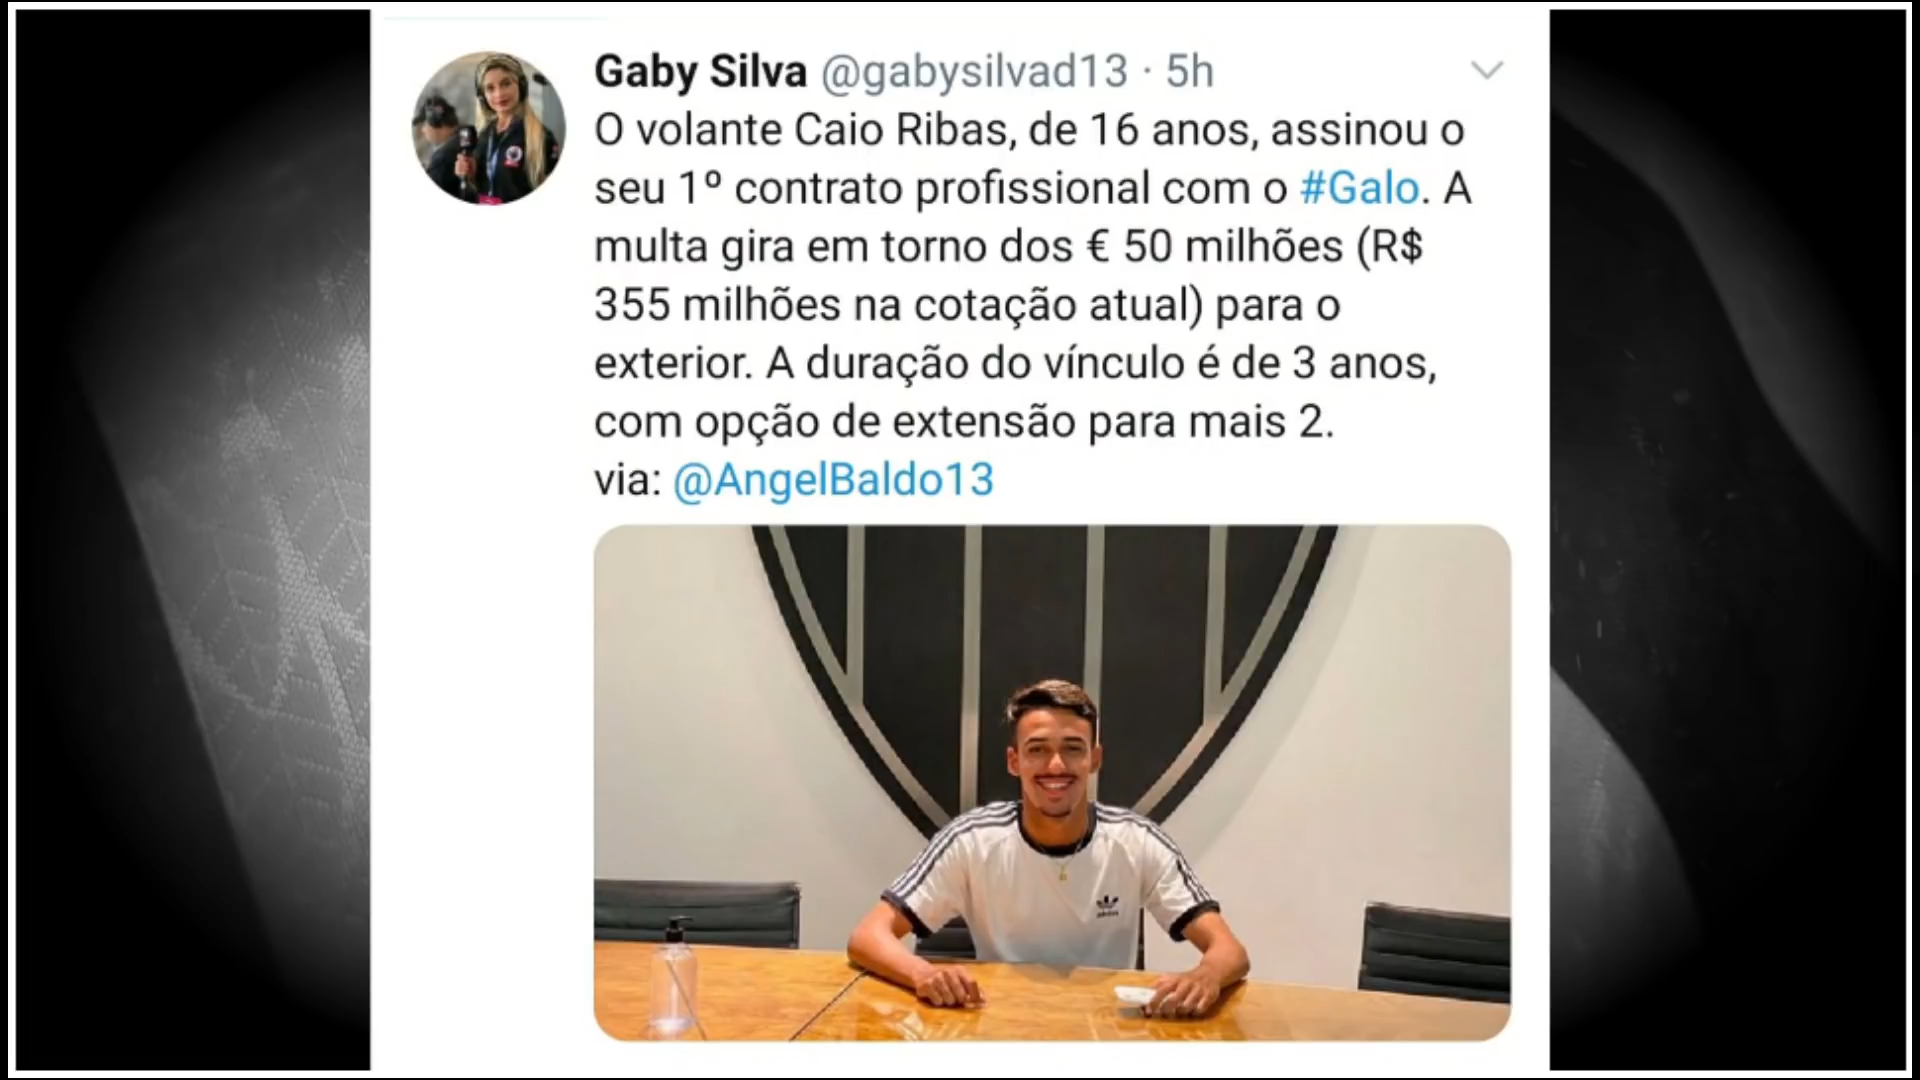 Gaby Silva @gabysilvad13 · 5h
O volante Caio Ribas, de 16 anos, assinou o
seu 1º contrato profissional com o #Galo. A
multa gira em torno dos € 50 milhões (R$
355 milhões na cotação atual) para o
exterior. A duração do vínculo é de 3 anos,
com opção de extensão para mais 2.
via: @AngelBaldo13
adidas